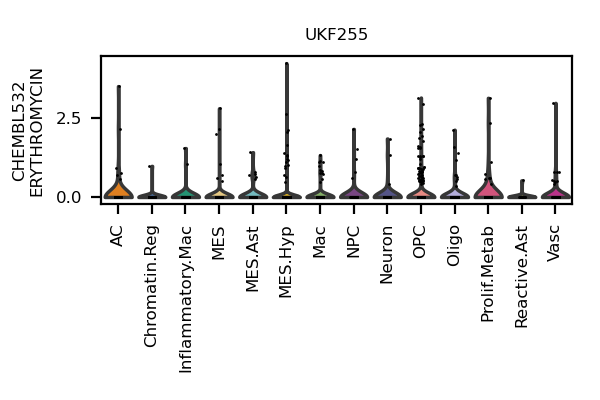 UKF255
CHEMBL532
ERYTHROMYCIN
2.5
0.0
AC
Chromatin.Reg
Inflammatory.Mac
MES
MES.Ast
MES.Hyp
Mac
NPC
Neuron
OPC
Oligo
Prolif.Metab
Reactive.Ast
Vasc